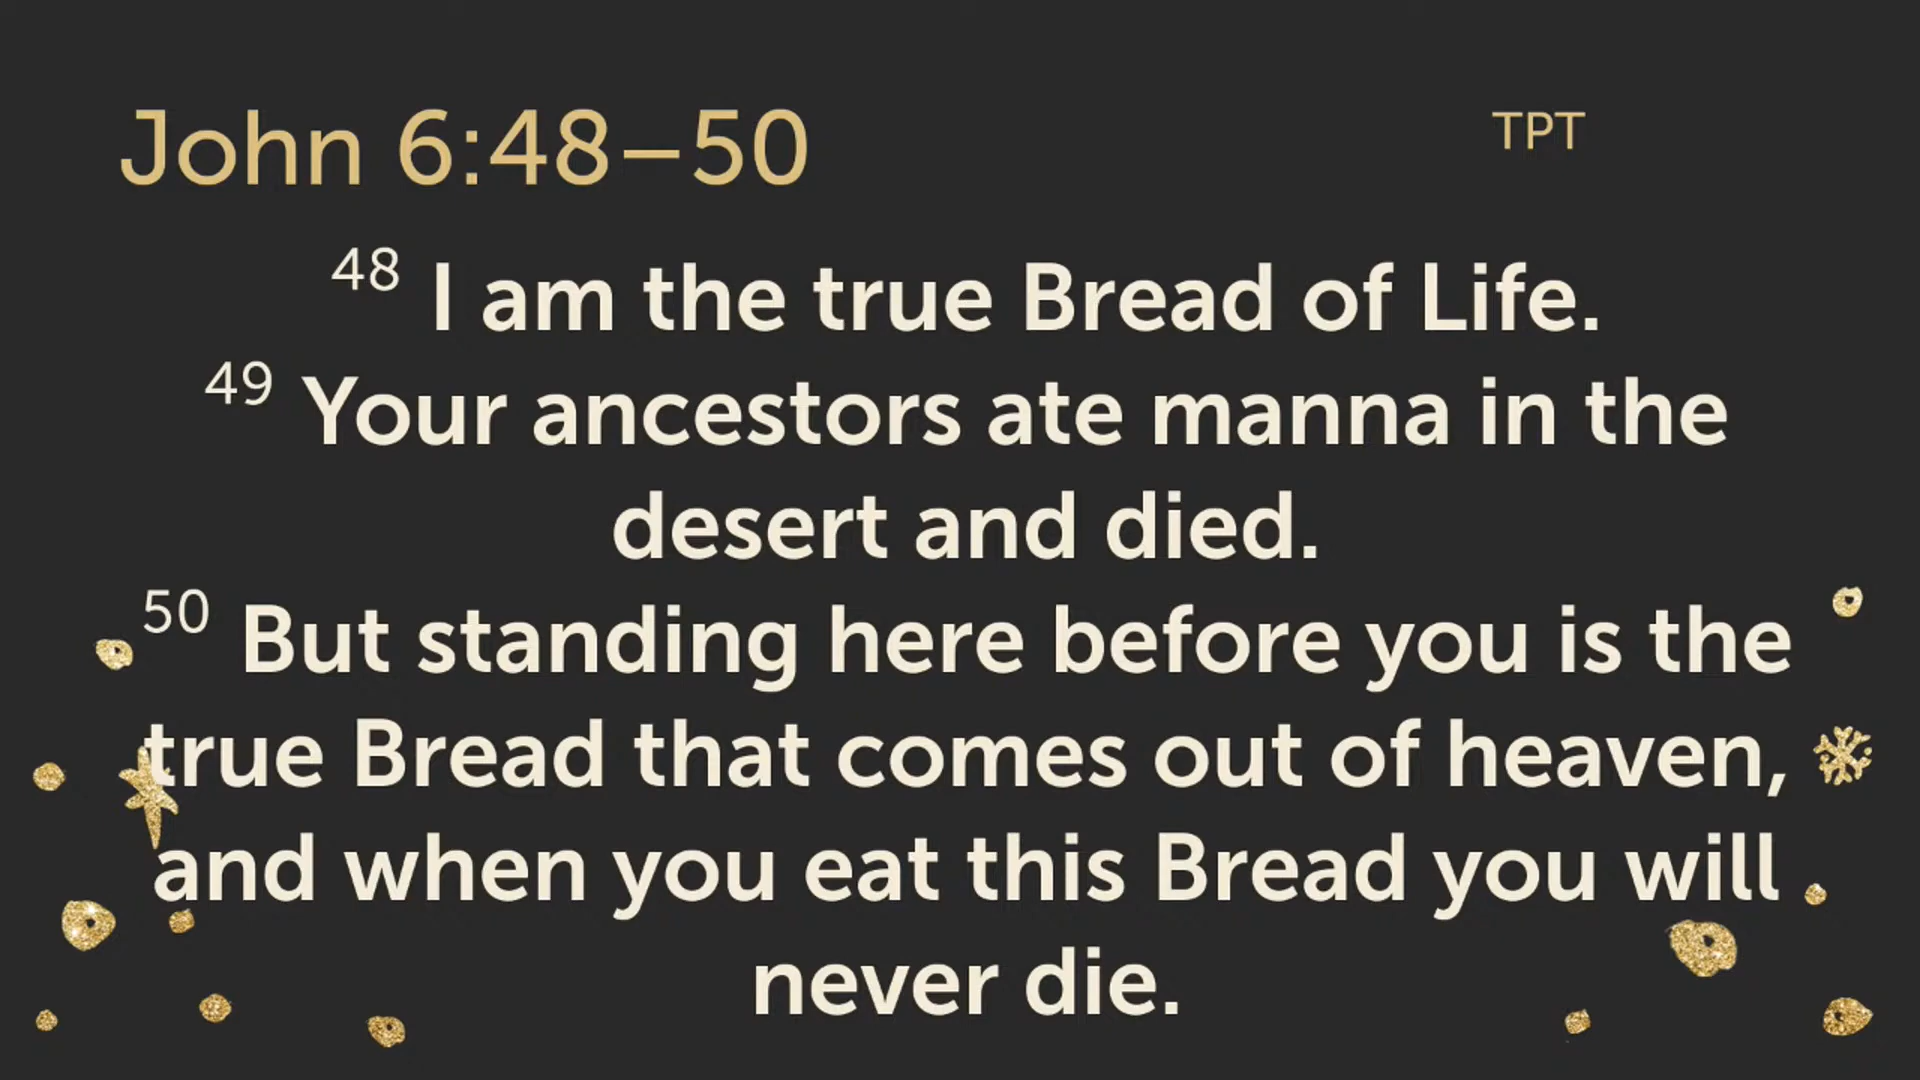 John 6:48–50
TPT
48 I am the true Bread of Life.
49 Your ancestors ate manna in the
desert and died.
50 But standing here before you is the
true Bread that comes out of heaven,
and when you eat this Bread you will
never die.